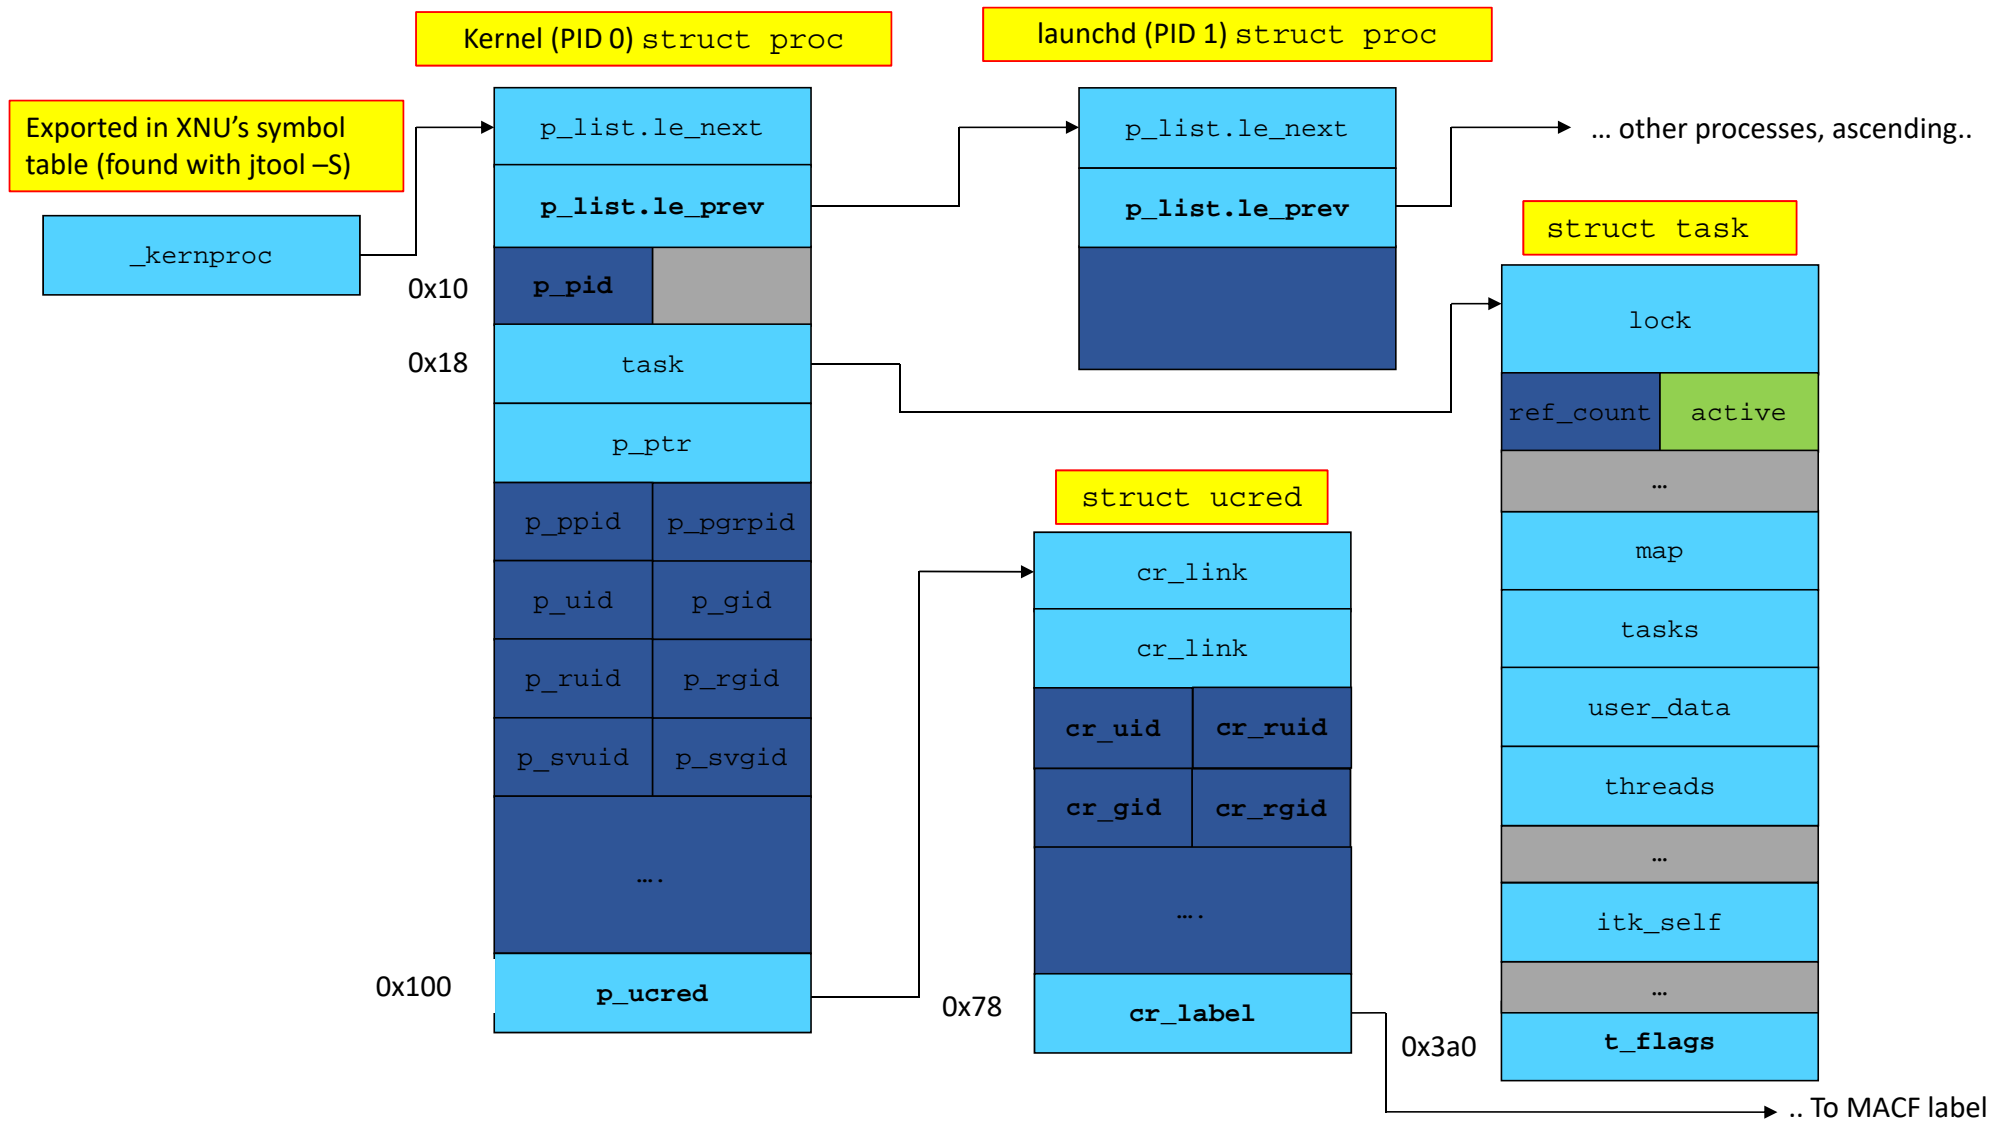 Kernel (PID 0) struct proc
launchd (PID 1) struct proc
Exported in XNU’s symbol
table (found with jtool –S)
_kernproc
p_list.le_next
p_list.le_prev
0x10
p_pid
0x18
task
p_ptr
p_ppid p_pgrpid
p_uid p_gid
p_ruid p_rgid
p_svuid p_svgid
….
0x100
p_ucred
p_list.le_next
p_list.le_prev
… other processes, ascending..
struct ucred
cr_link
cr_link
cr_uid cr_ruid
cr_gid cr_rgid
….
0x78
cr_label
struct task
lock
ref_count active
…
map
tasks
user_data
threads
…
itk_self
…
0x3a0
t_flags
.. To MACF label